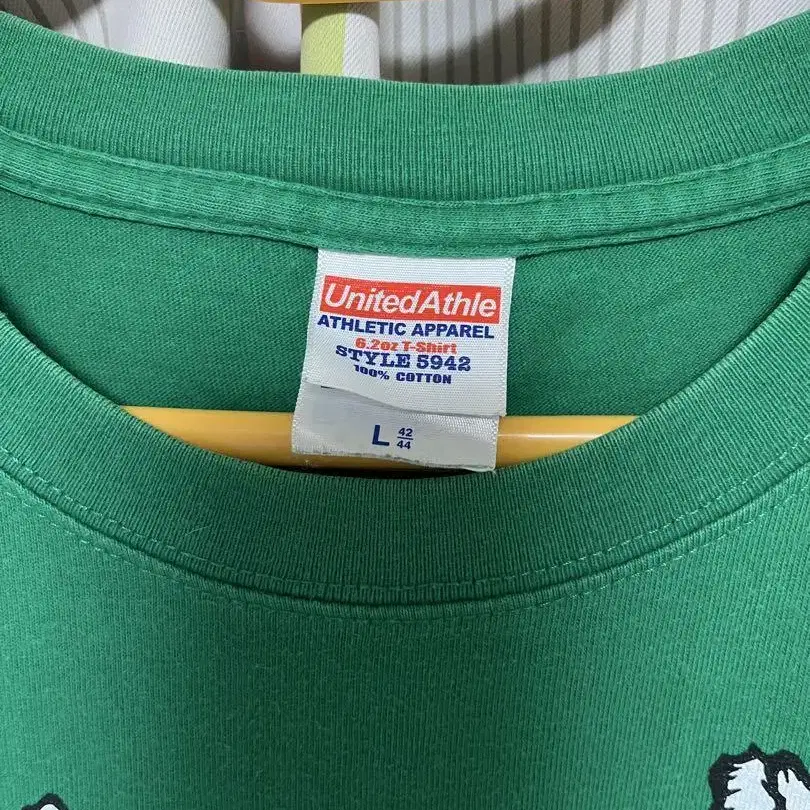 UnitedAthle
ATHLETIC APPAREL
6.2oz T-Shirt
STYLE 5942
100% COTTON
L 42
44